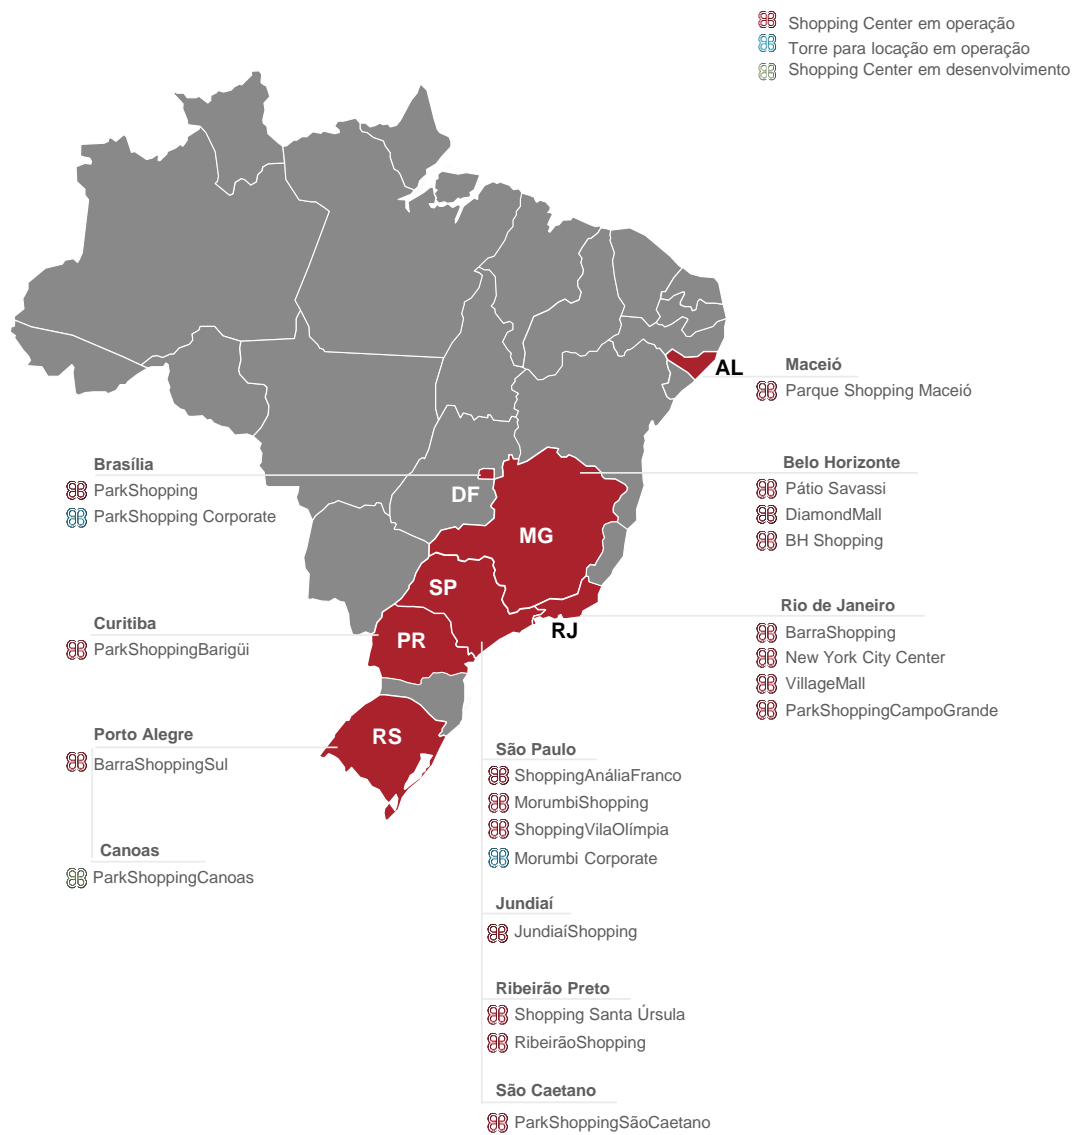 Shopping Center em operação
Torre para locação em operação
Shopping Center em desenvolvimento
AL
Maceió
Parque Shopping Maceió
Brasília
ParkShopping
ParkShopping Corporate
DF
Belo Horizonte
Pátio Savassi
DiamondMall
BH Shopping
MG
SP
Rio de Janeiro
BarraShopping
New York City Center
VillageMall
ParkShoppingCampoGrande
RJ
Curitiba
ParkShoppingBarigüi
PR
Porto Alegre
BarraShoppingSul
RS
Canoas
ParkShoppingCanoas
São Paulo
ShoppingAnáliaFranco
MorumbiShopping
ShoppingVilaOlímpia
Morumbi Corporate
Jundiaí
JundiaíShopping
Ribeirão Preto
Shopping Santa Úrsula
RibeirãoShopping
São Caetano
ParkShoppingSãoCaetano